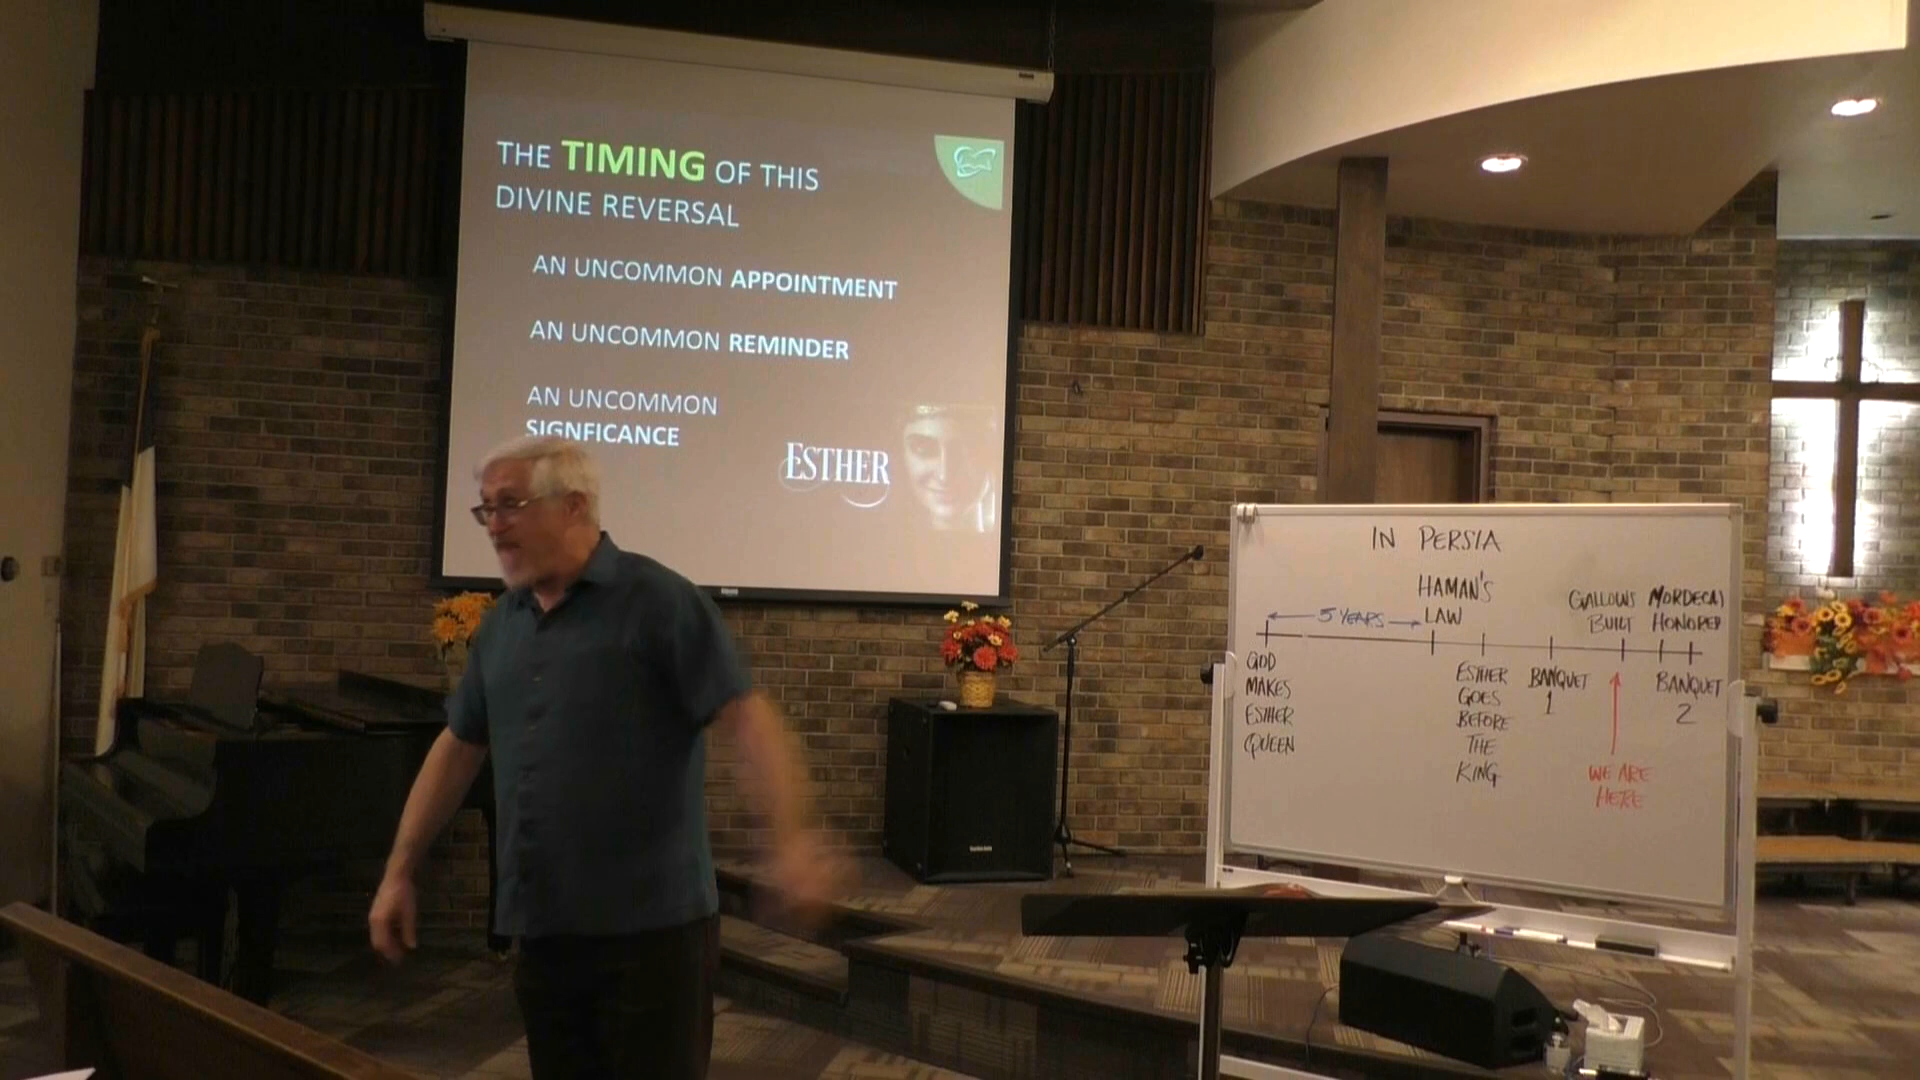 THE TIMING OF THIS
DIVINE REVERSAL
AN UNCOMMON APPOINTMENT
AN UNCOMMON REMINDER
AN UNCOMMON
SIGNFICANCE
ESTHER
IN PERSIA
5 YEARS
HAMAN'S
LAW
GALLOWS
BUILT
MORDECAI
HONORED
GOD
MAKES
ESTHER
QUEEN
ESTHER
GOES
BEFORE
THE
KING
BANQUET
1
BANQUET
2
WE ARE
HERE